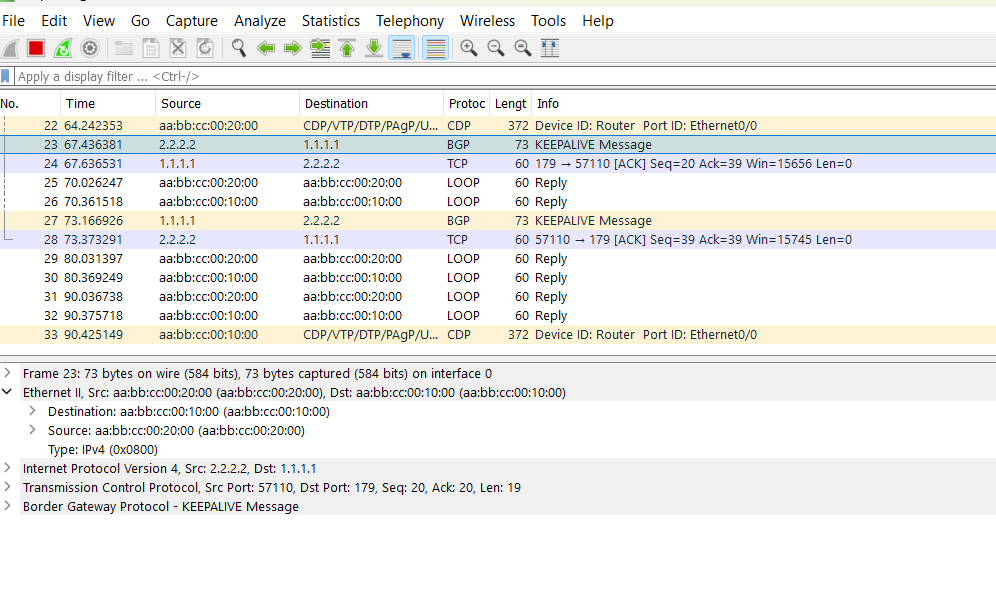 File Edit View Go Capture Analyze Statistics Telephony Wireless Tools Help
Apply a display filter ... <Ctrl-/>
No. Time Source Destination Protoc Lengt Info
22 64.242353 aa:bb:cc:00:20:00 CDP/VTP/DTP/PAgP/U... CDP 372 Device ID: Router Port ID: Ethernet0/0
23 67.436381 2.2.2.2 1.1.1.1 BGP 73 KEEPALIVE Message
24 67.636531 1.1.1.1 2.2.2.2 TCP 60 179 → 57110 [ACK] Seq=20 Ack=39 Win=15656 Len=0
25 70.026247 aa:bb:cc:00:20:00 aa:bb:cc:00:20:00 LOOP 60 Reply
26 70.361518 aa:bb:cc:00:10:00 aa:bb:cc:00:10:00 LOOP 60 Reply
27 73.166926 1.1.1.1 2.2.2.2 BGP 73 KEEPALIVE Message
28 73.373291 2.2.2.2 1.1.1.1 TCP 60 57110 → 179 [ACK] Seq=39 Ack=39 Win=15745 Len=0
29 80.031397 aa:bb:cc:00:20:00 aa:bb:cc:00:20:00 LOOP 60 Reply
30 80.369249 aa:bb:cc:00:10:00 aa:bb:cc:00:10:00 LOOP 60 Reply
31 90.036738 aa:bb:cc:00:20:00 aa:bb:cc:00:20:00 LOOP 60 Reply
32 90.375718 aa:bb:cc:00:10:00 aa:bb:cc:00:10:00 LOOP 60 Reply
33 90.425149 aa:bb:cc:00:10:00 CDP/VTP/DTP/PAgP/U... CDP 372 Device ID: Router Port ID: Ethernet0/0
Frame 23: 73 bytes on wire (584 bits), 73 bytes captured (584 bits) on interface 0
Ethernet II, Src: aa:bb:cc:00:20:00 (aa:bb:cc:00:20:00), Dst: aa:bb:cc:00:10:00 (aa:bb:cc:00:10:00)
Destination: aa:bb:cc:00:10:00 (aa:bb:cc:00:10:00)
Source: aa:bb:cc:00:20:00 (aa:bb:cc:00:20:00)
Type: IPv4 (0x0800)
Internet Protocol Version 4, Src: 2.2.2.2, Dst: 1.1.1.1
Transmission Control Protocol, Src Port: 57110, Dst Port: 179, Seq: 20, Ack: 20, Len: 19
Border Gateway Protocol - KEEPALIVE Message